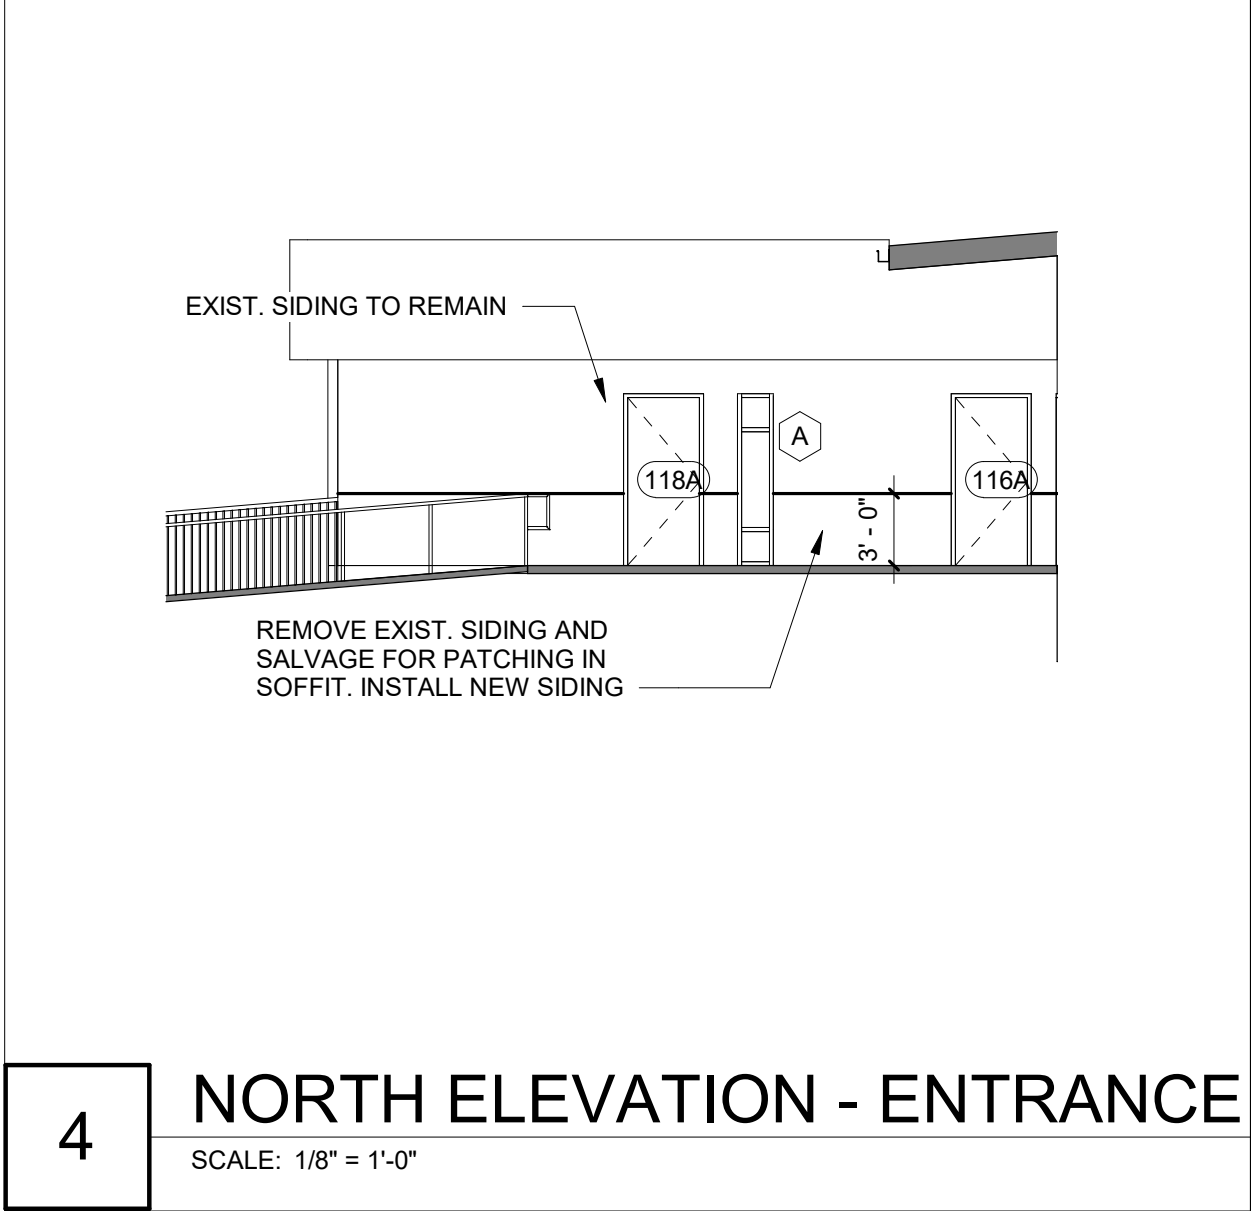 EXIST. SIDING TO REMAIN
A
118A
116A
3' - 0"
REMOVE EXIST. SIDING AND
SALVAGE FOR PATCHING IN
SOFFIT. INSTALL NEW SIDING
4
NORTH ELEVATION - ENTRANCE
SCALE: 1/8" = 1'-0"